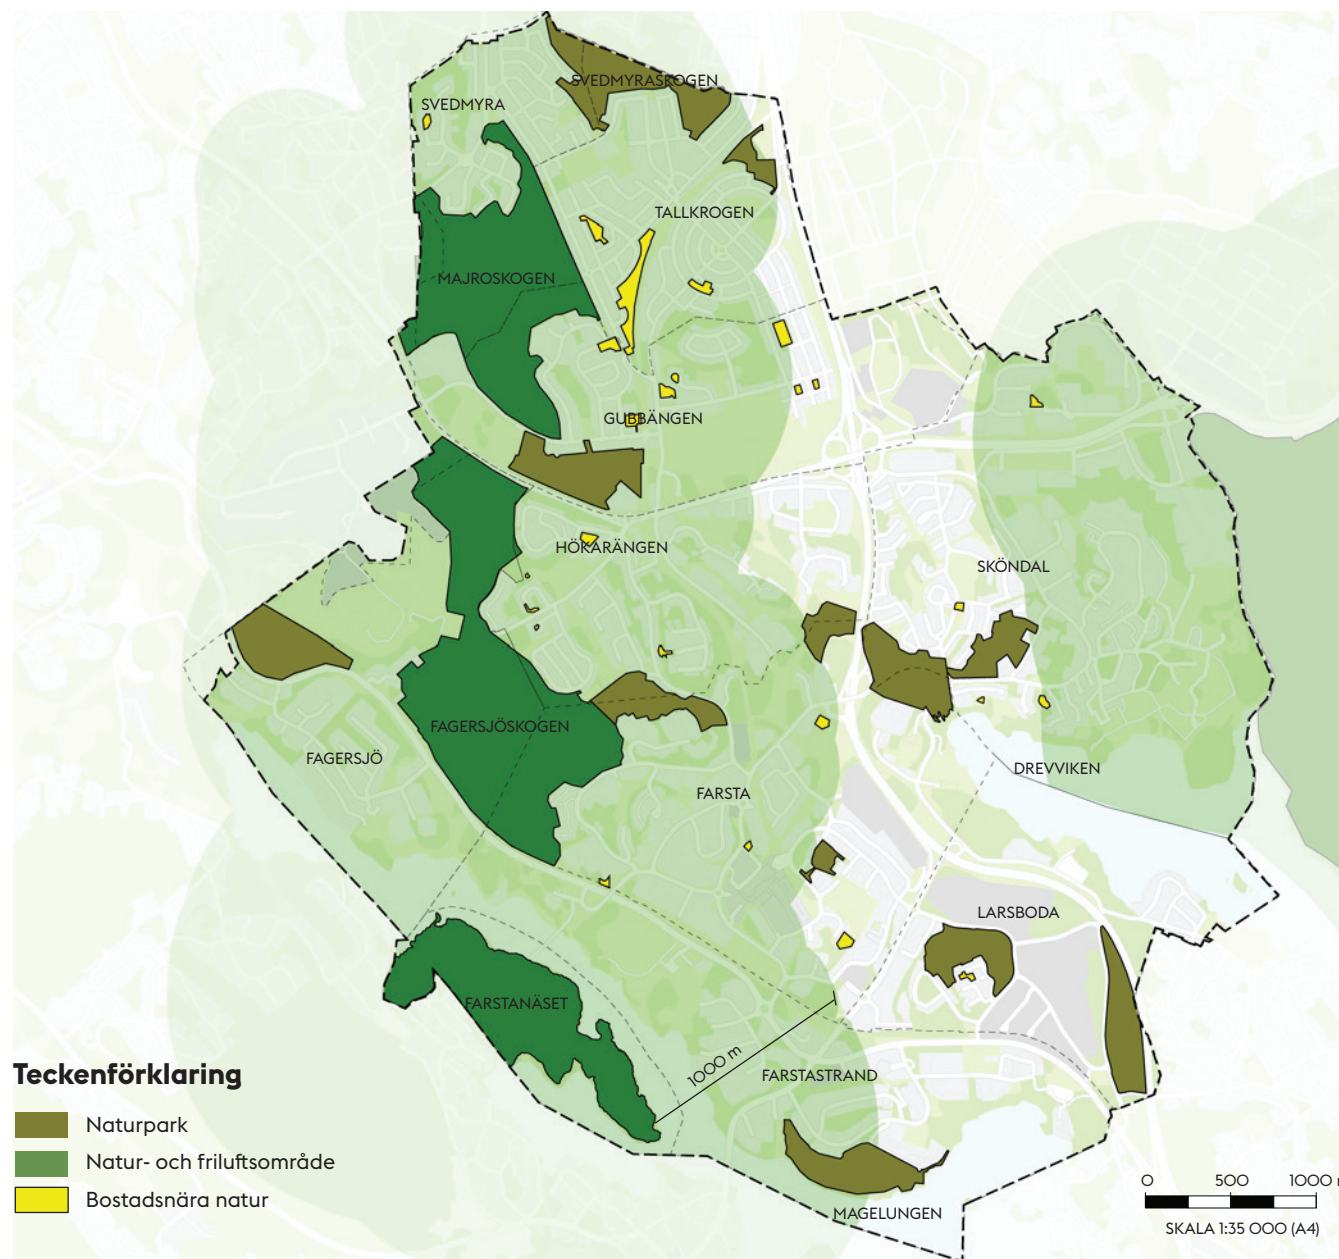 SVEDMYRASKOGEN
SVEDMYRA
TALLKROGEN
MAJROSKOGEN
GUBBÄNGEN
HÖKARÄNGEN
SKÖNDAL
FAGERSJÖSKOGEN
FAGERSJÖ
DREVVIKEN
FARSTA
LARSBODA
FARSTANÄSET
1000 m
FARSTASTRAND
MAGELUNGEN
Teckenförklaring
Naturpark
Natur- och friluftsområde
Bostadsnära natur
0 500 1000 m
SKALA 1:35 000 (A4)